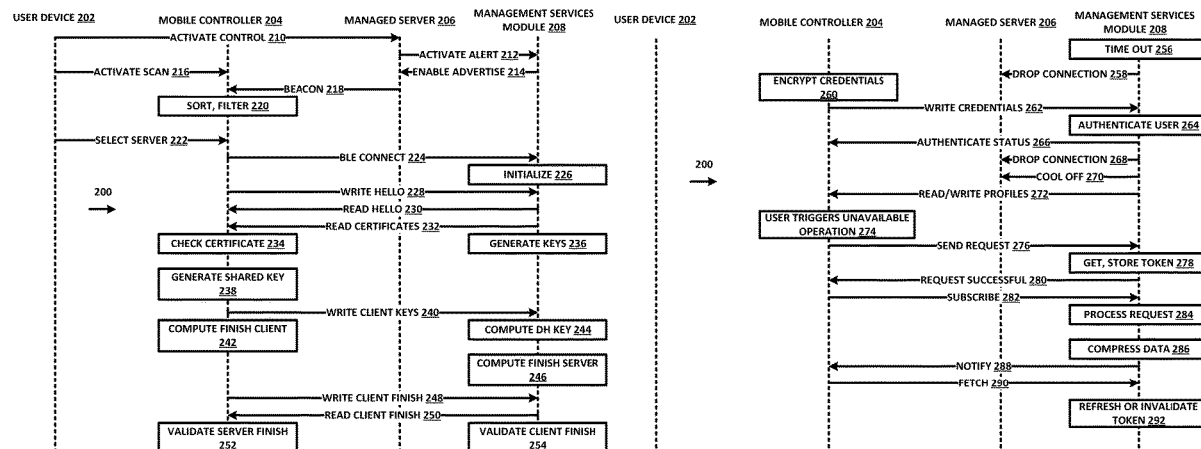 USER DEVICE 202
MOBILE CONTROLLER 204
MANAGED SERVER 206
MANAGEMENT SERVICES
MODULE 208
ACTIVATE CONTROL 210
ACTIVATE ALERT 212
ACTIVATE SCAN 216
ENABLE ADVERTISE 214
BEACON 218
SORT, FILTER 220
SELECT SERVER 222
BLE CONNECT 224
INITIALIZE 226
WRITE HELLO 228
200
READ HELLO 230
READ CERTIFICATES 232
CHECK CERTIFICATE 234
GENERATE KEYS 236
GENERATE SHARED KEY
238
WRITE CLIENT KEYS 240
COMPUTE FINISH CLIENT
242
COMPUTE DH KEY 244
COMPUTE FINISH SERVER
246
WRITE CLIENT FINISH 248
READ CLIENT FINISH 250
VALIDATE SERVER FINISH
252
VALIDATE CLIENT FINISH
254
USER DEVICE 202
MOBILE CONTROLLER 204
MANAGED SERVER 206
MANAGEMENT SERVICES
MODULE 208
TIME OUT 256
DROP CONNECTION 258
ENCRYPT CREDENTIALS
260
WRITE CREDENTIALS 262
AUTHENTICATE USER 264
AUTHENTICATE STATUS 266
DROP CONNECTION 268
200
COOL OFF 270
READ/WRITE PROFILES 272
USER TRIGGERS UNAVAILABLE
OPERATION 274
SEND REQUEST 276
GET, STORE TOKEN 278
REQUEST SUCCESSFUL 280
SUBSCRIBE 282
PROCESS REQUEST 284
COMPRESS DATA 286
NOTIFY 288
FETCH 290
REFRESH OR INVALIDATE
TOKEN 292